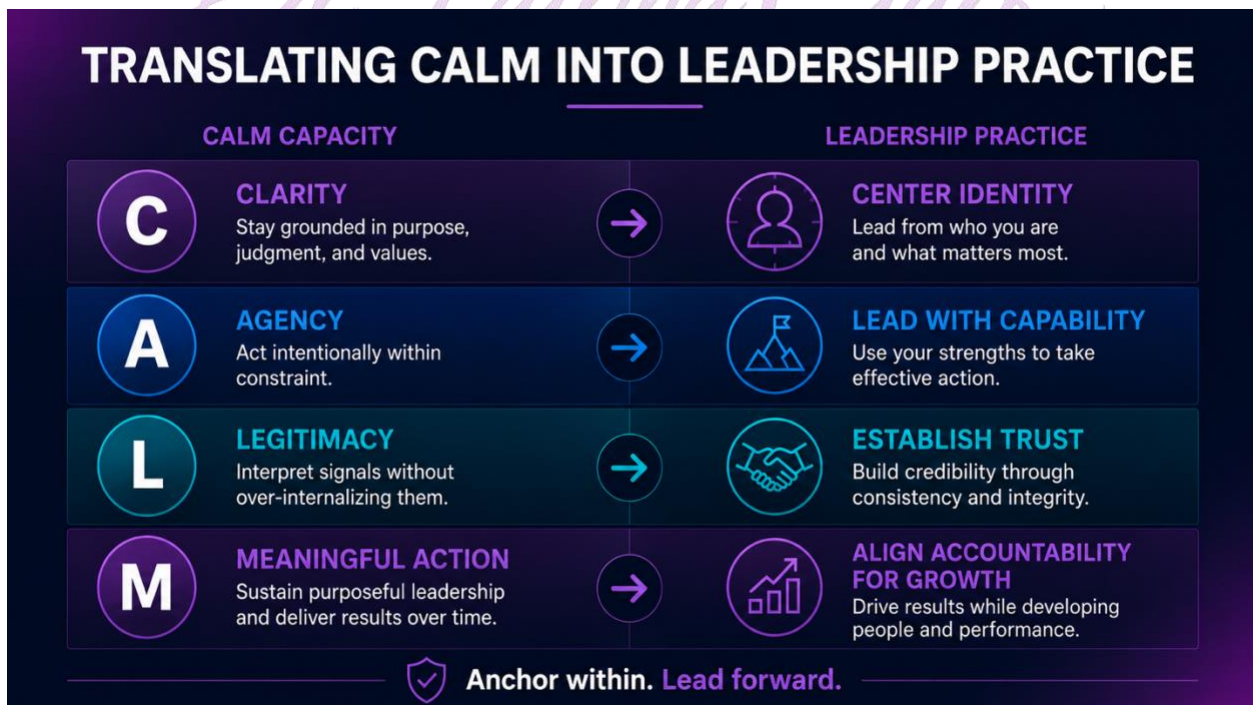 TRANSLATING CALM INTO LEADERSHIP PRACTICE
CALM CAPACITY
LEADERSHIP PRACTICE
C
CLARITY
Stay grounded in purpose,
judgment, and values.
CENTER IDENTITY
Lead from who you are
and what matters most.
A
AGENCY
Act intentionally within
constraint.
LEAD WITH CAPABILITY
Use your strengths to take
effective action.
L
LEGITIMACY
Interpret signals without
over-internalizing them.
ESTABLISH TRUST
Build credibility through
consistency and integrity.
M
MEANINGFUL ACTION
Sustain purposeful leadership
and deliver results over time.
ALIGN ACCOUNTABILITY
FOR GROWTH
Drive results while developing
people and performance.
Anchor within. Lead forward.